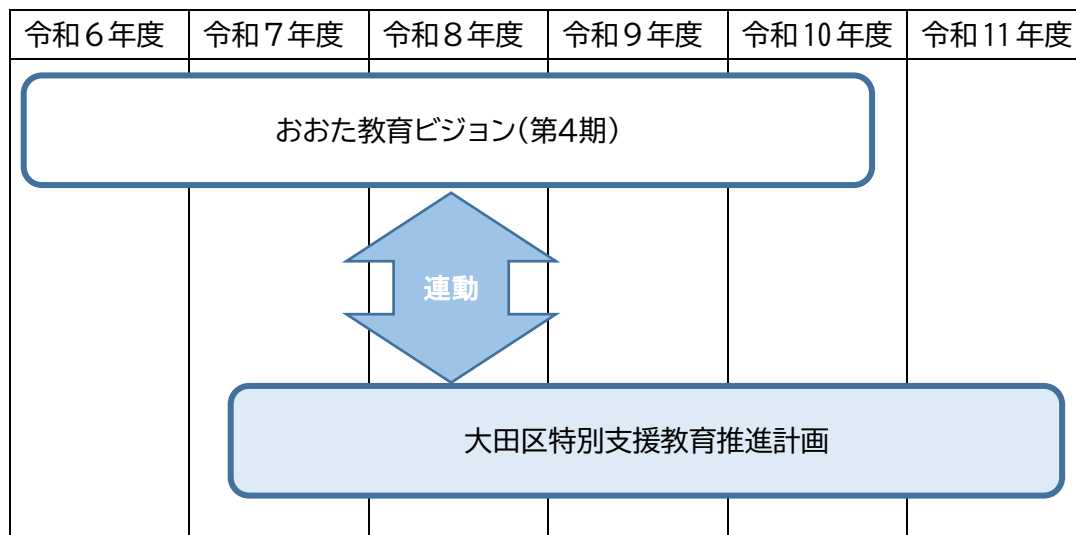 令和６年度 令和７年度 令和８年度 令和９年度 令和10年度 令和11年度
おおた教育ビジョン(第４期)
連動
大田区特別支援教育推進計画